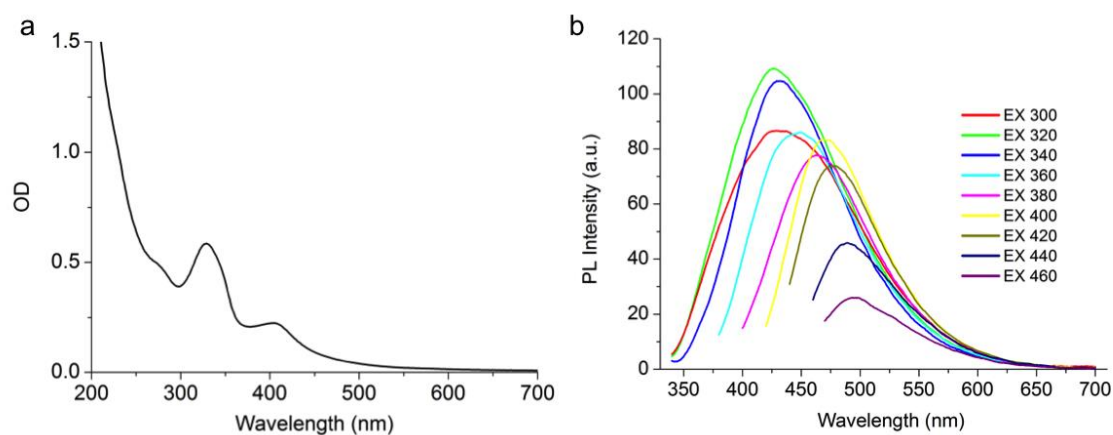 a
1.5
1.0
0.5
0.0
OD
200 300 400 500 600 700
Wavelength (nm)
b
120
100
80
60
40
20
0
PL Intensity (a.u.)
350 400 450 500 550 600 650 700
Wavelength (nm)
EX 300
EX 320
EX 340
EX 360
EX 380
EX 400
EX 420
EX 440
EX 460